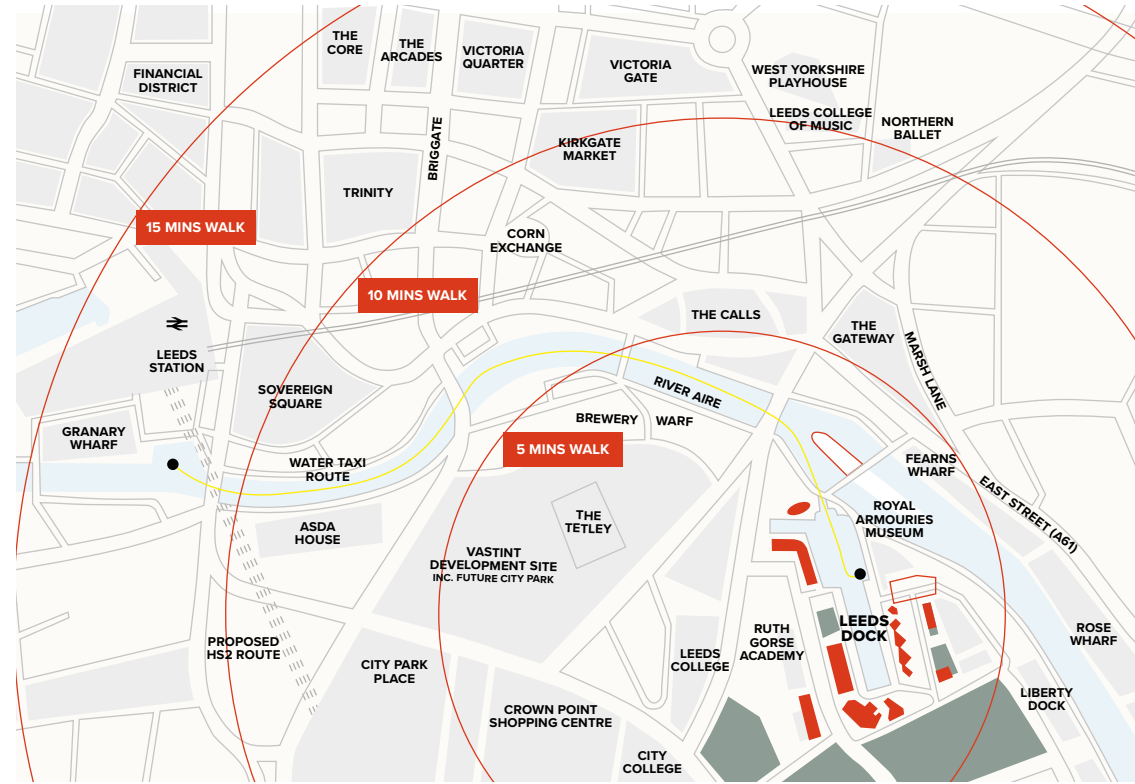 THE
CORE
THE
ARCADES
VICTORIA
QUARTER
VICTORIA
GATE
WEST YORKSHIRE
PLAYHOUSE
FINANCIAL
DISTRICT
LEEDS COLLEGE
OF MUSIC
NORTHERN
BALLET
BRIGGATE
KIRKGATE
MARKET
TRINITY
15 MINS WALK
CORN
EXCHANGE
10 MINS WALK
THE CALLS
THE
GATEWAY
MARSH LANE
LEEDS
STATION
SOVEREIGN
SQUARE
RIVER AIRE
BREWERY WARF
GRANARY
WHARF
5 MINS WALK
WATER TAXI
ROUTE
FEARNS
WHARF
EAST STREET (A61)
ASDA
HOUSE
THE
TETLEY
ROYAL
ARMOURIES
MUSEUM
VASTINT
DEVELOPMENT SITE
INC. FUTURE CITY PARK
LEEDS
DOCK
RUTH
GORSE
ACADEMY
ROSE
WHARF
PROPOSED
HS2 ROUTE
CITY PARK
PLACE
LEEDS
COLLEGE
LIBERTY
DOCK
CROWN POINT
SHOPPING CENTRE
CITY
COLLEGE